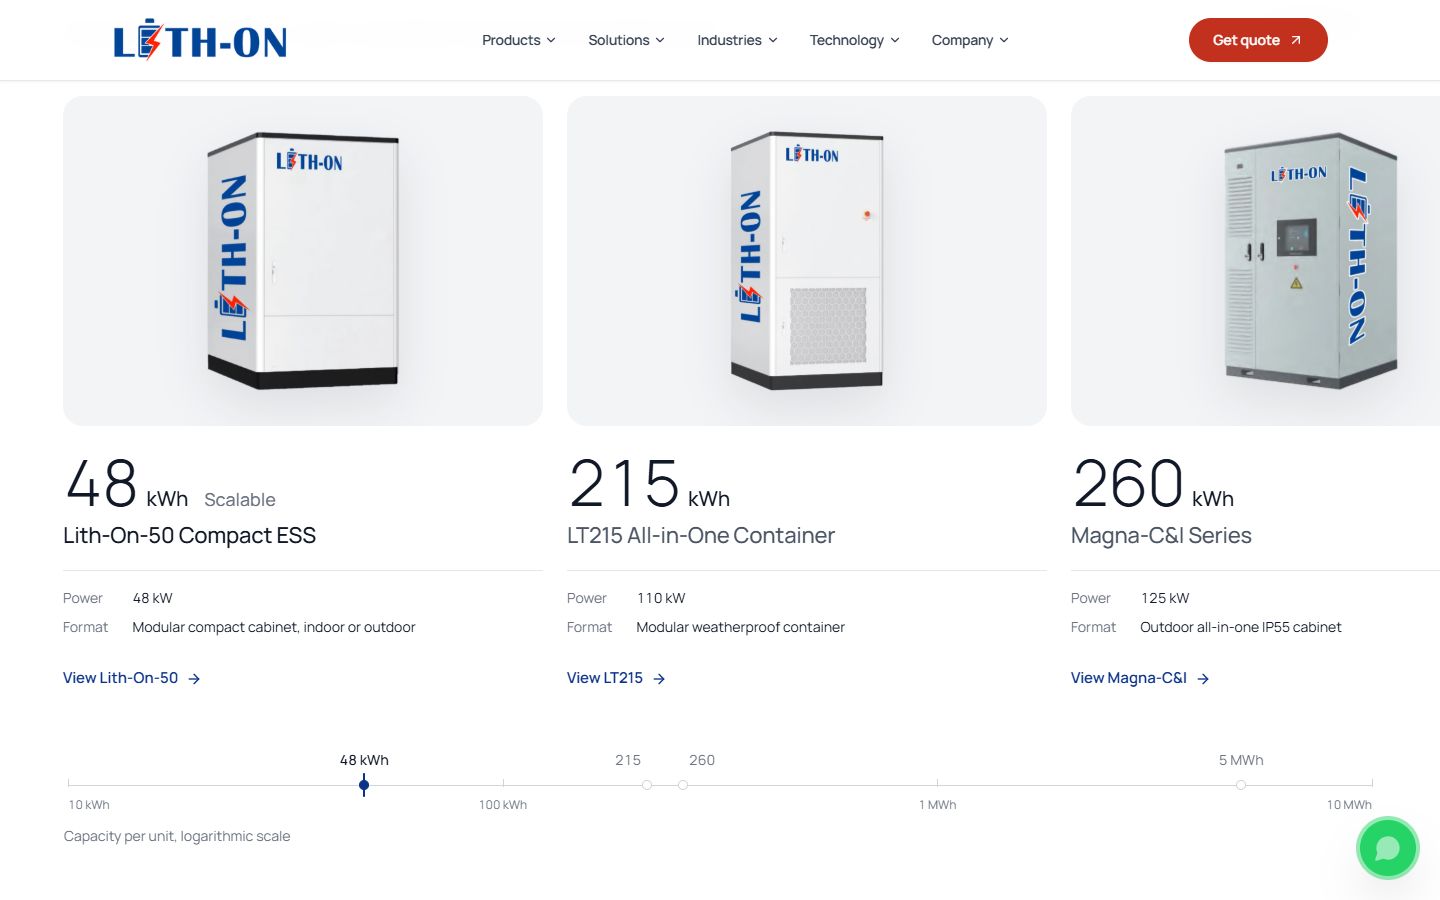 LITH-ON
Products
Solutions
Industries
Technology
Company
Get quote
LITH-ON
LITH-ON
LITH-ON
LITH-ON
LITH-ON
LITH-ON
48 kWh Scalable
Lith-On-50 Compact ESS
Power 48 kW
Format Modular compact cabinet, indoor or outdoor
View Lith-On-50 →
215 kWh
LT215 All-in-One Container
Power 110 kW
Format Modular weatherproof container
View LT215 →
260 kWh
Magna-C&I Series
Power 125 kW
Format Outdoor all-in-one IP55 cabinet
View Magna-C&I →
48 kWh 215 260 5 MWh
10 kWh 100 kWh 1 MWh 10 MWh
Capacity per unit, logarithmic scale